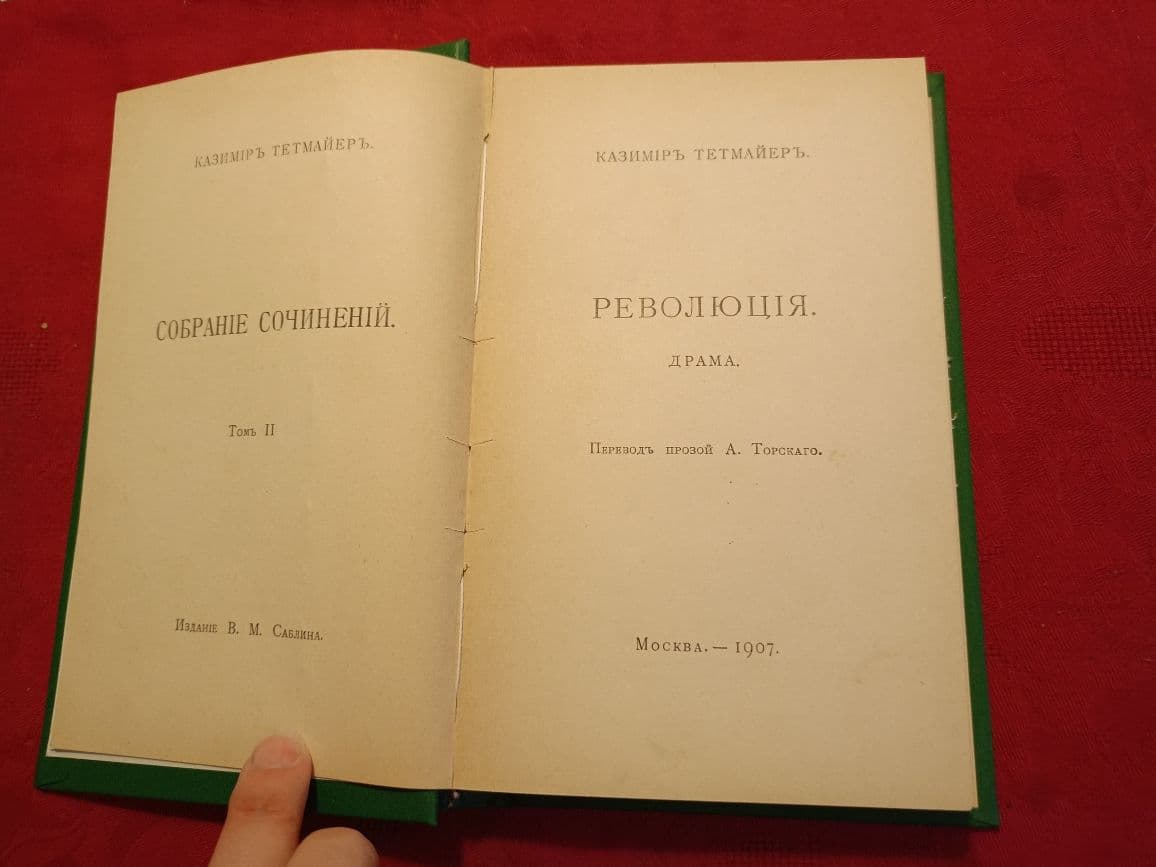 КАЗИМІРЪ ТЕТМАЙЕРЪ.
СОБРАНІЕ СОЧИНЕНІЙ.
Томъ II
Изданіе В. М. Саблина.
КАЗИМІРЪ ТЕТМАЙЕРЪ.
РЕВОЛЮЦІЯ.
ДРАМА.
Переводъ прозой А. Торскаго.
Москва. — 1907.